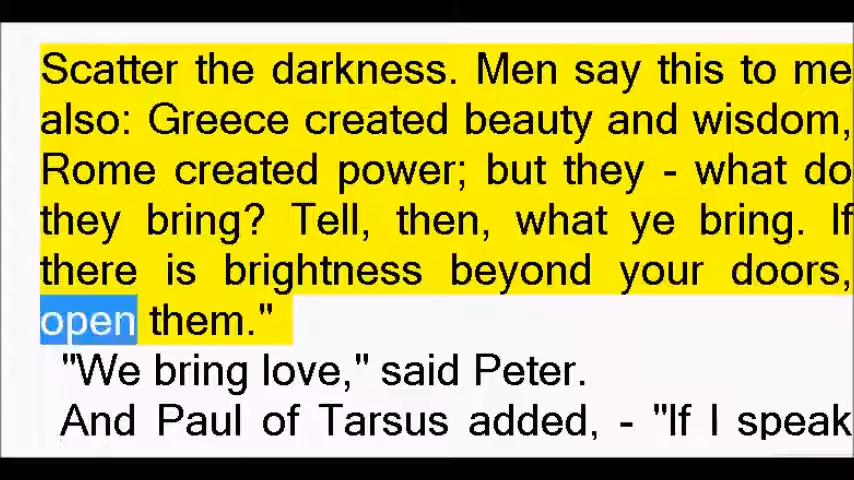 Scatter the darkness. Men say this to me
also: Greece created beauty and wisdom,
Rome created power; but they - what do
they bring? Tell, then, what ye bring. If
there is brightness beyond your doors,
open them."
"We bring love," said Peter.
And Paul of Tarsus added, - "If I speak